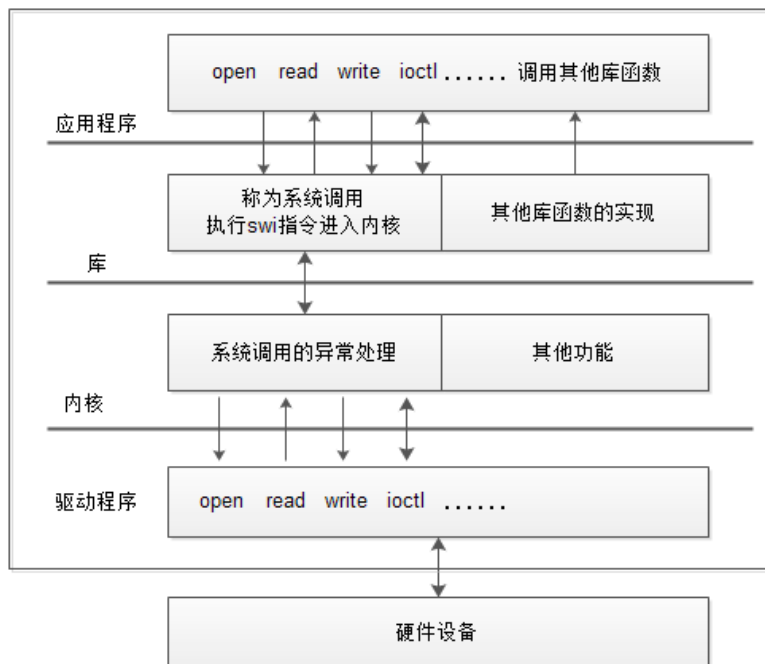 open read write ioctl ...... 调用其他库函数
应用程序
称为系统调用
执行swi指令进入内核
其他库函数的实现
库
系统调用的异常处理
其他功能
内核
驱动程序
open read write ioctl ......
硬件设备